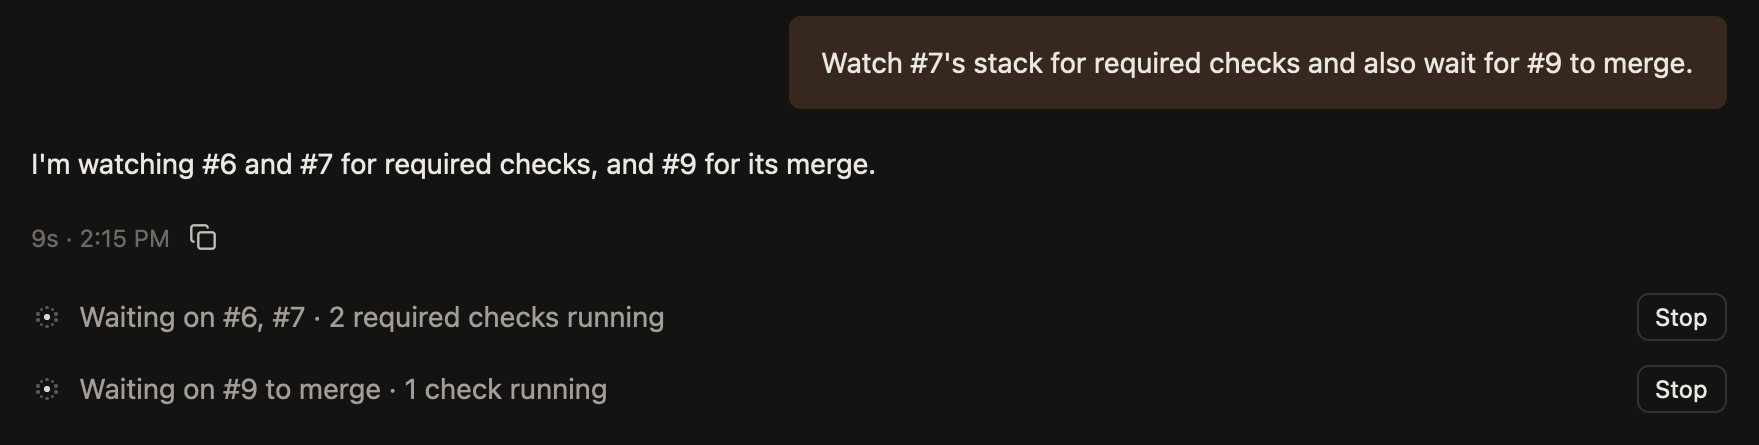 Watch #7's stack for required checks and also wait for #9 to merge.
I'm watching #6 and #7 for required checks, and #9 for its merge.
9s · 2:15 PM
Waiting on #6, #7 · 2 required checks running
Stop
Waiting on #9 to merge · 1 check running
Stop